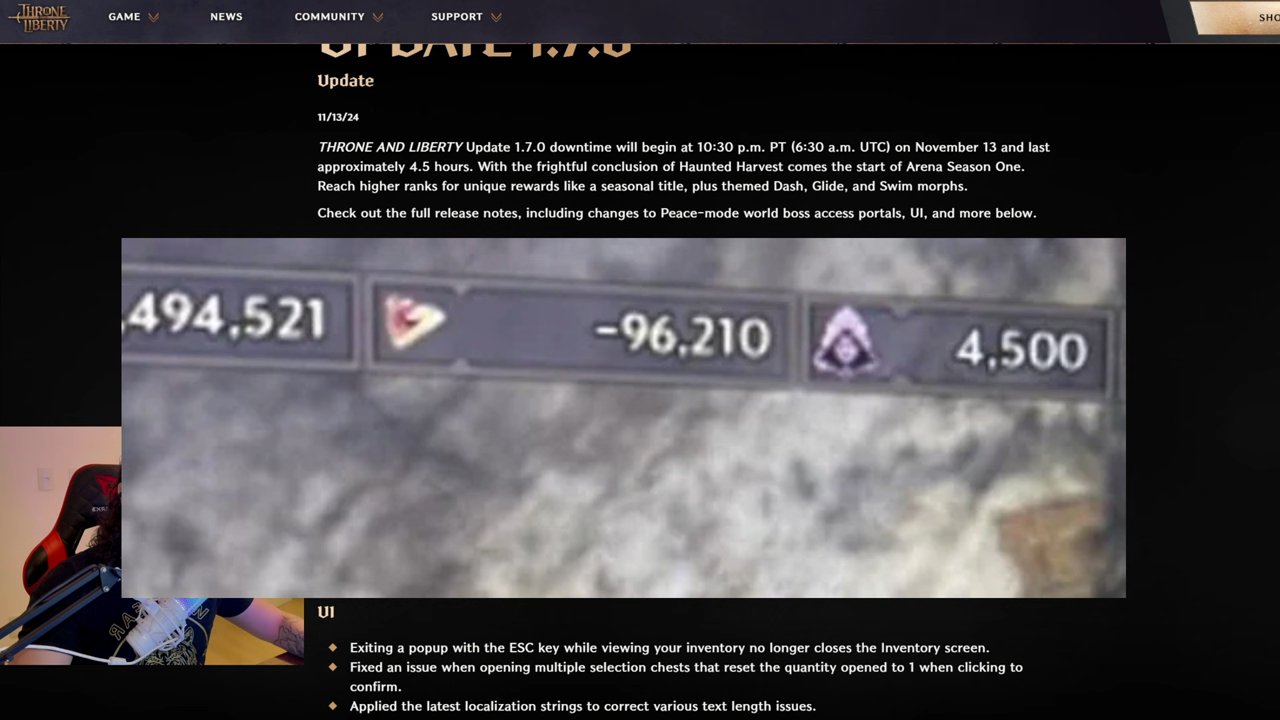 THRONE
LIBERTY
GAME
NEWS
COMMUNITY
SUPPORT
SHO
UPDATE 1.7.0
Update
11/13/24
THRONE AND LIBERTY Update 1.7.0 downtime will begin at 10:30 p.m. PT (6:30 a.m. UTC) on November 13 and last
approximately 4.5 hours. With the frightful conclusion of Haunted Harvest comes the start of Arena Season One.
Reach higher ranks for unique rewards like a seasonal title, plus themed Dash, Glide, and Swim morphs.
Check out the full release notes, including changes to Peace-mode world boss access portals, UI, and more below.
,494,521
-96,210
4,500
UI
Exiting a popup with the ESC key while viewing your inventory no longer closes the Inventory screen.
Fixed an issue when opening multiple selection chests that reset the quantity opened to 1 when clicking to
confirm.
Applied the latest localization strings to correct various text length issues.